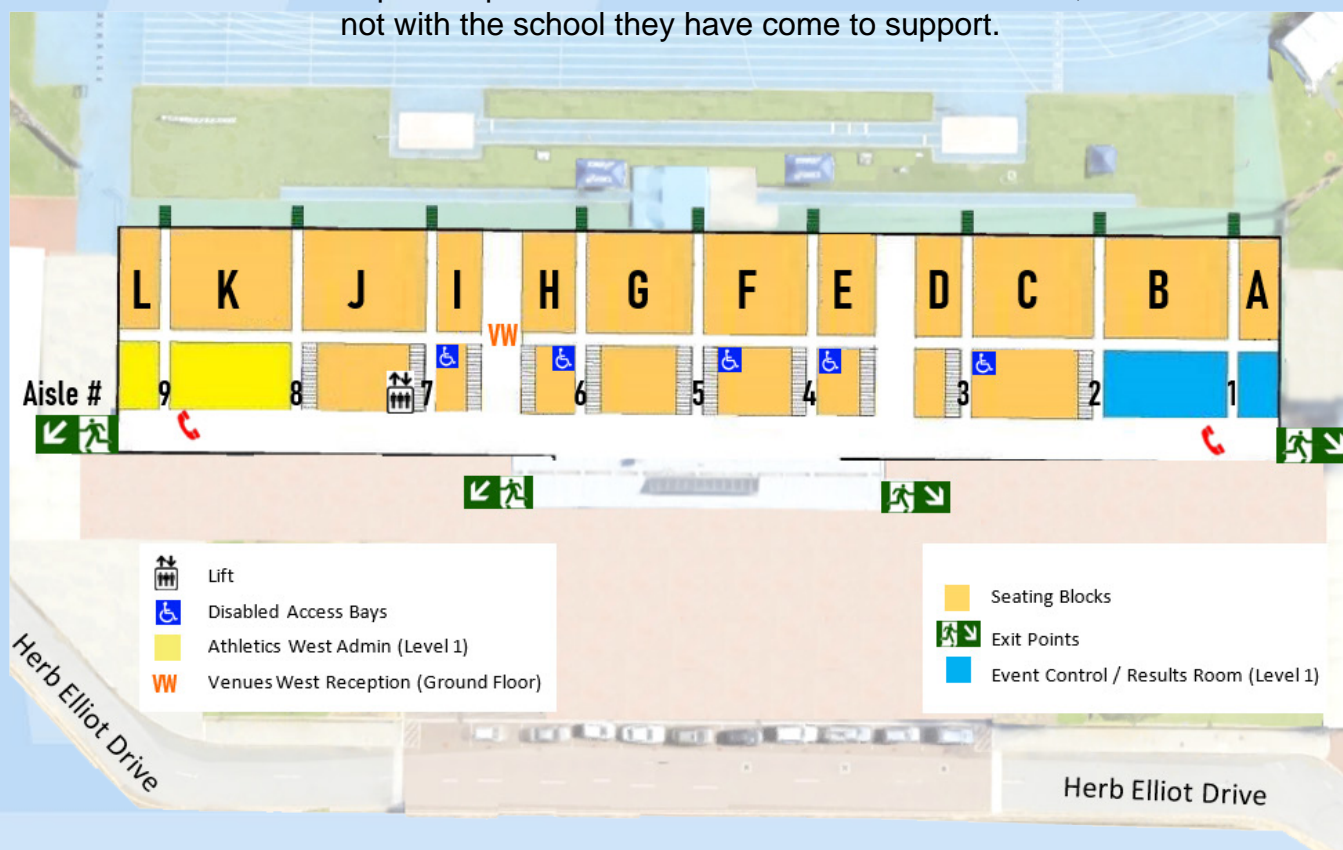 not with the school they have come to support.
L K J I H G F E D C B A
VW
Aisle # 9 8 7 6 5 4 3 2 1
Lift
Disabled Access Bays
Athletics West Admin (Level 1)
VW Venues West Reception (Ground Floor)
Seating Blocks
Exit Points
Event Control / Results Room (Level 1)
Herb Elliot Drive
Herb Elliot Drive